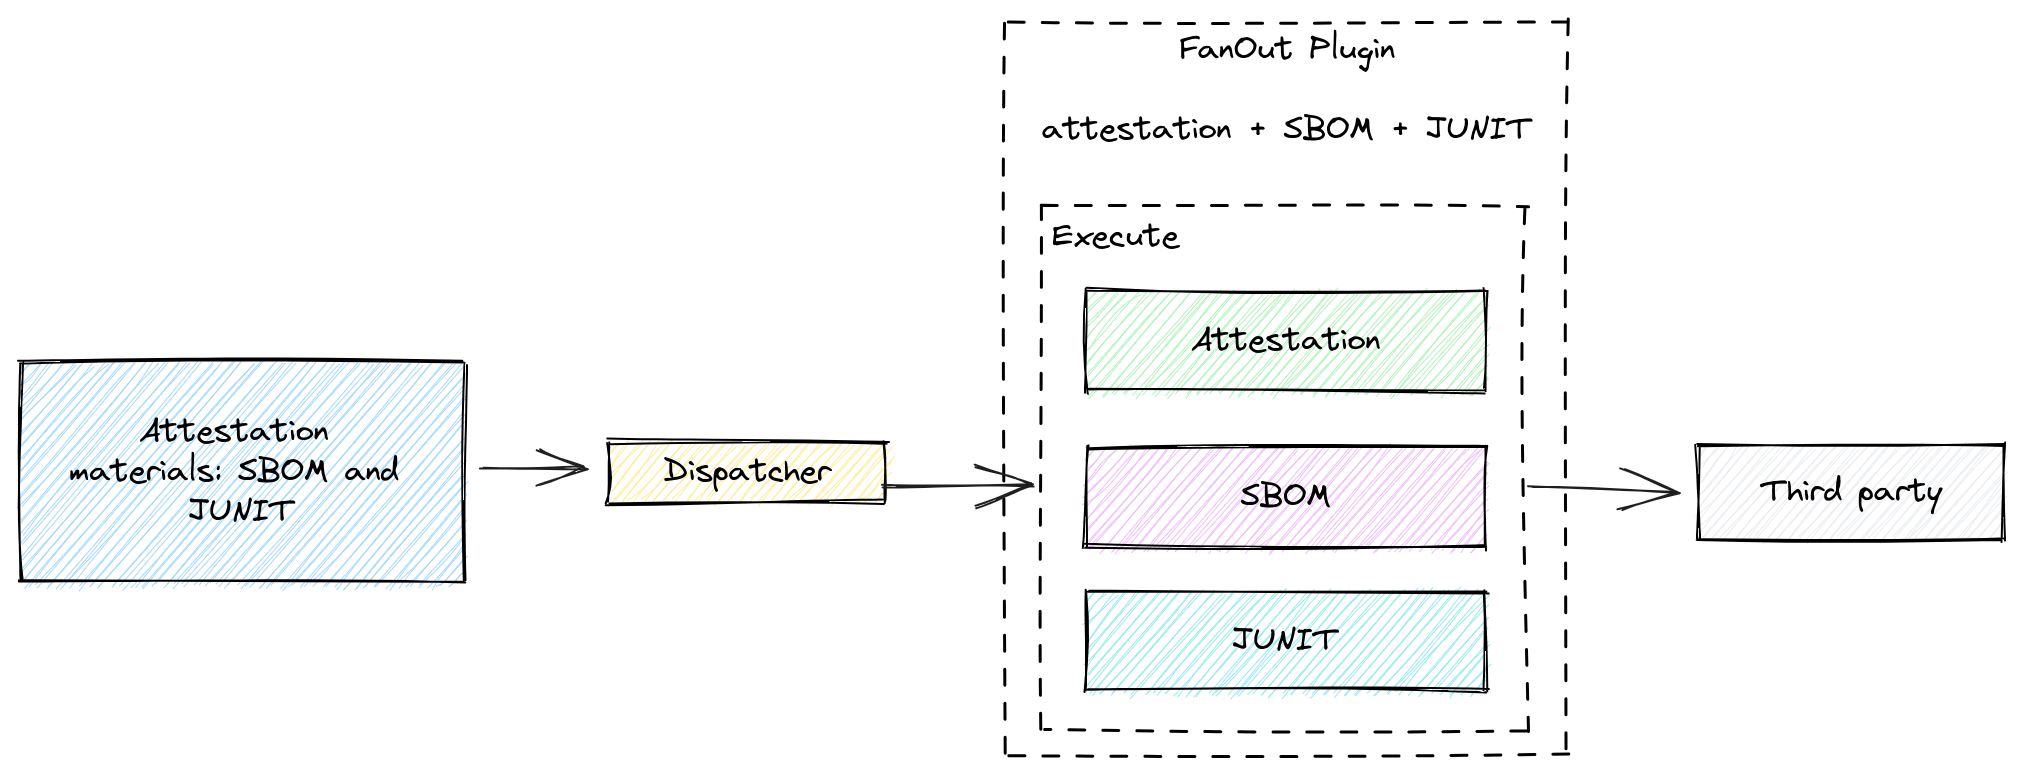 FanOut Plugin
attestation + SBOM + JUNIT
Execute
Attestation
Attestation
materials: SBOM and
JUNIT
Dispatcher
SBOM
Third party
JUNIT